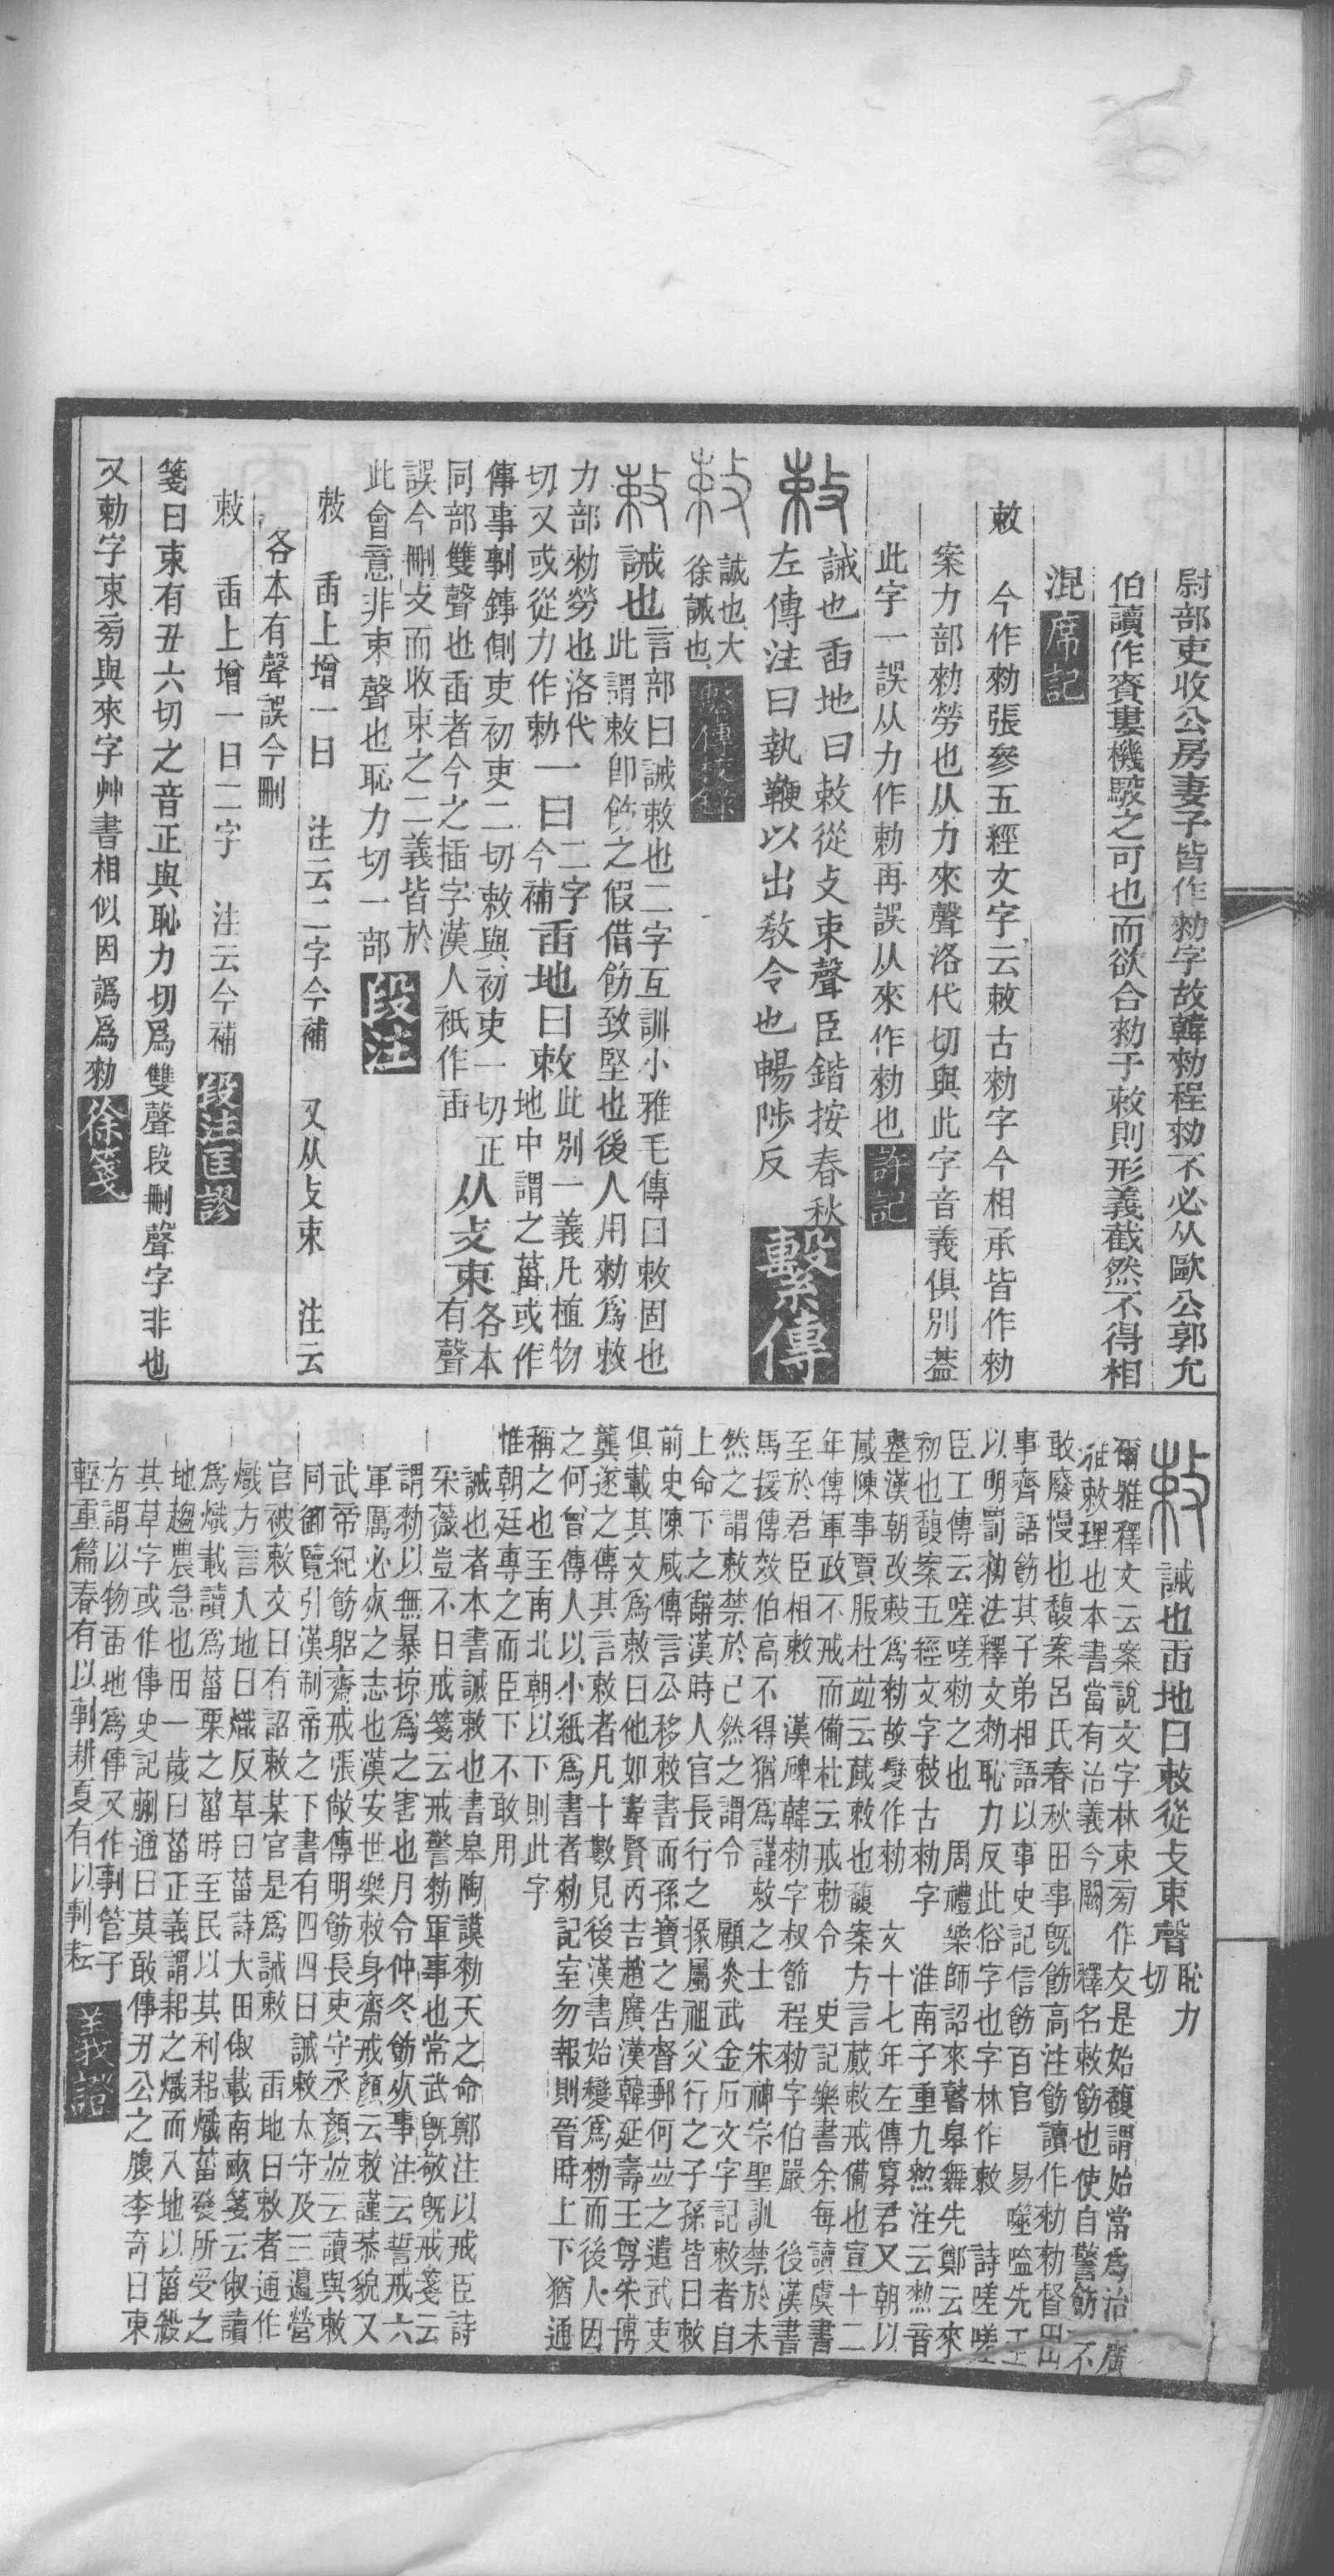 尉部吏收公房妻子皆作勑字故韓勑程勑不必从歐公郭允
伯讀作賚婁機駮之可也而欲合勑于敕則形義截然不得相
混 席記
敕 今作勑張參五經文字云敕古勑字今相承皆作勑
案力部勑勞也从力來聲洛代切與此字音義俱別葢
此字一誤从力作勅再誤从來作勑也 許記
敕 誡也臿地曰敕從攴束聲臣鍇按春秋
左傳注曰執鞭以出敎令也暢陟反 繫傳
敕 誠也大
徐誡也 繫傳校錄
敕 誡也言部曰誡敕也二字互訓小雅毛傳曰敕固也
此謂敕卽飭之假借飭致堅也後人用勑爲敕
力部勑勞也洛代
切又或從力作勅一曰二字
今補臿地曰敕此別一義凡植物
地中謂之菑或作
傳事剚錚側吏初吏二切敕與初吏一切正
同部雙聲也臿者今之插字漢人衹作臿从攴束各本
有聲
誤今刪攴而收束之二義皆於
此會意非束聲也恥力切一部 段注
敕 臿上增一曰 注云二字今補 又从攴束 注云
各本有聲誤今刪
敕 臿上增一曰二字 注云今補 段注匡謬
箋曰束有丑六切之音正與恥力切爲雙聲段刪聲字非也
又勅字束㫄與來字艸書相似因譌爲勑 徐箋
敕 誡也臿地曰敕從攴束聲恥力
切
爾雅釋文云案說文字林束㫄作攴是始馥謂始當爲治 廣
雅敕理也本書當有治義今闕 釋名敕飭也使自警飭不
敢廢慢也馥案呂氏春秋田事旣飭高注飭讀作勑勑督田出
事齊語飭其子弟相語以事史記信飭百官 易噬嗑先王
以明罰勑法釋文勑恥力反此俗字也字林作敕 詩嗟嗟
臣工傳云嗟嗟勑之也 周禮樂師詔來瞽皋舞先鄭云來
初也馥案五經文字敕古勑字 淮南子重九㷼注云㷼音
整漢朝改敕爲勑故變作勑 文十七年左傳寡君又朝以
蕆陳事賈服杜竝云蕆敕也馥案方言蕆敕戒備也宣十二
年傳軍政不戒而備杜云戒勑令 史記樂書余每讀虞書
至於君臣相敕 漢碑韓勑字叔節程勑字伯嚴 後漢書
馬援傳效伯高不得猶爲謹敕之士 朱神宗聖訓禁於未
然之謂敕禁於已然之謂令 顧炎武金石文字記敕者自
上命下之辭漢時人官長行之掾屬祖父行之子孫皆曰敕
前史陳咸傳言公移敕書而孫寶之告督郵何竝之遣武吏
俱載其文爲敕曰他如韋賢丙吉趙廣漢韓延壽王尊朱博
龔遂之傳其言敕者凡十數見後漢書始變爲勑而後人因
之何曾傳人以小紙爲書者勑記室勿報則晉時上下猶通
稱之也至南北朝以下則此字
惟朝廷專之而臣下不敢用
誡也者本書誡敕也書皋陶謨勑天之命鄭注以戒臣詩
采薇豈不日戒箋云戒警勑軍事也常武旣敬旣戒箋云
謂勑以無暴掠爲之害也月令仲冬飭死事注云誓戒六
軍厲必死之志也漢安世樂敕身齋戒顏云敕謹恭貌又
武帝紀飭躬齋戒張敞傳明飭長吏守丞顏竝云讀與敕
同御覽引漢制帝之下書有四四曰誡敕太守及三邊營
官被敕文曰有詔敕某官是爲誡敕 臿地曰敕者通作
熾方言入地曰熾反草曰菑詩大田俶載南畝箋云俶讀
爲熾載讀爲菑栗之菑時至民以其利耜熾菑發所受之
地趨農急也田一歲曰菑正義謂耜之熾而入地以菑殺
其草字或作傳史記蒯通曰莫敢傳刃公之腹李奇曰東
方謂以物臿地爲傳又作剚管子
輕重篇春有以剚耕夏有以剚耘 義證